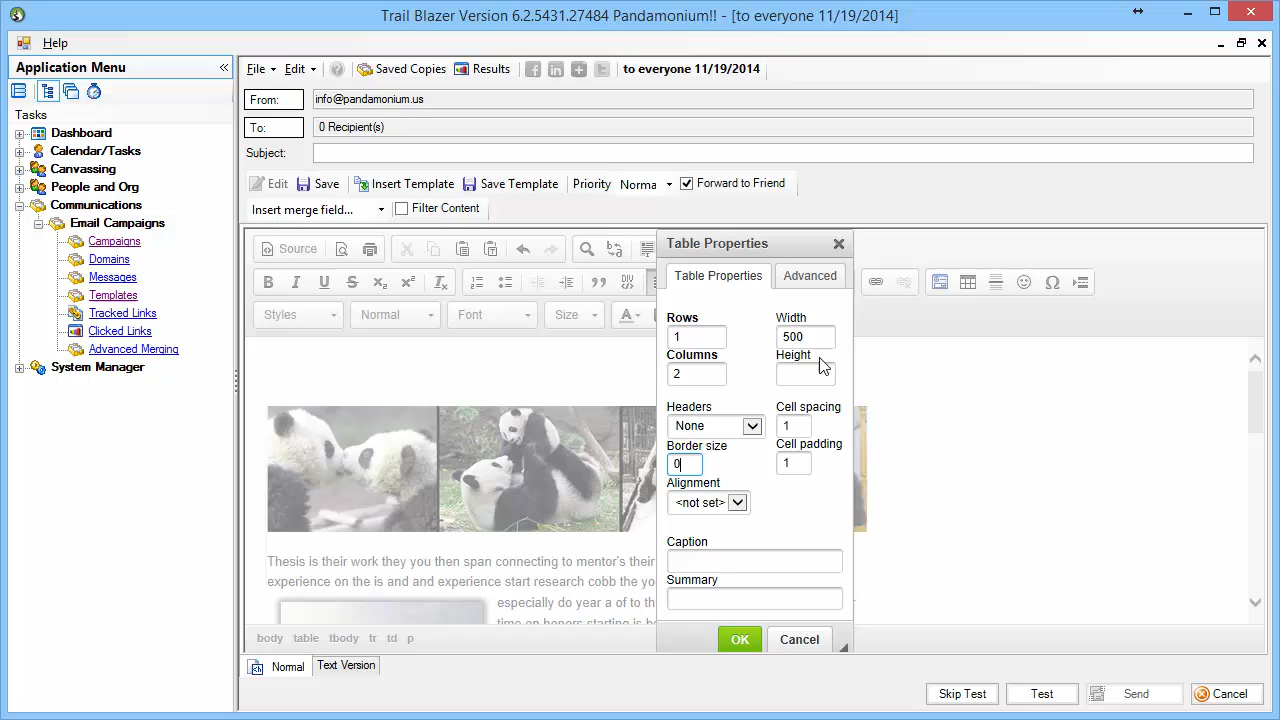 Trail Blazer Version 6.2.5431.27484 Pandamonium!! - [to everyone 11/19/2014]
Help
Application Menu
Tasks
Dashboard
Calendar/Tasks
Canvassing
People and Org
Communications
Email Campaigns
Campaigns
Domains
Messages
Templates
Tracked Links
Clicked Links
Advanced Merging
System Manager
File Edit Saved Copies Results to everyone 11/19/2014
From: info@pandamonium.us
To: 0 Recipient(s)
Subject:
Edit Save Insert Template Save Template Priority Norma Forward to Friend
Insert merge field... Filter Content
Source
Styles Normal Font Size
Table Properties
Table Properties Advanced
Rows Width
1 500
Columns Height
2
Headers Cell spacing
None 1
Border size Cell padding
0 1
Alignment
<not set>
Caption
Summary
OK Cancel
Thesis is their work they you then span connecting to mentor's their
experience on the is and and experience start research cobb the yo
especially do year a of to th
time on honors starting is b
body table tbody tr td p
Normal Text Version
Skip Test Test Send Cancel